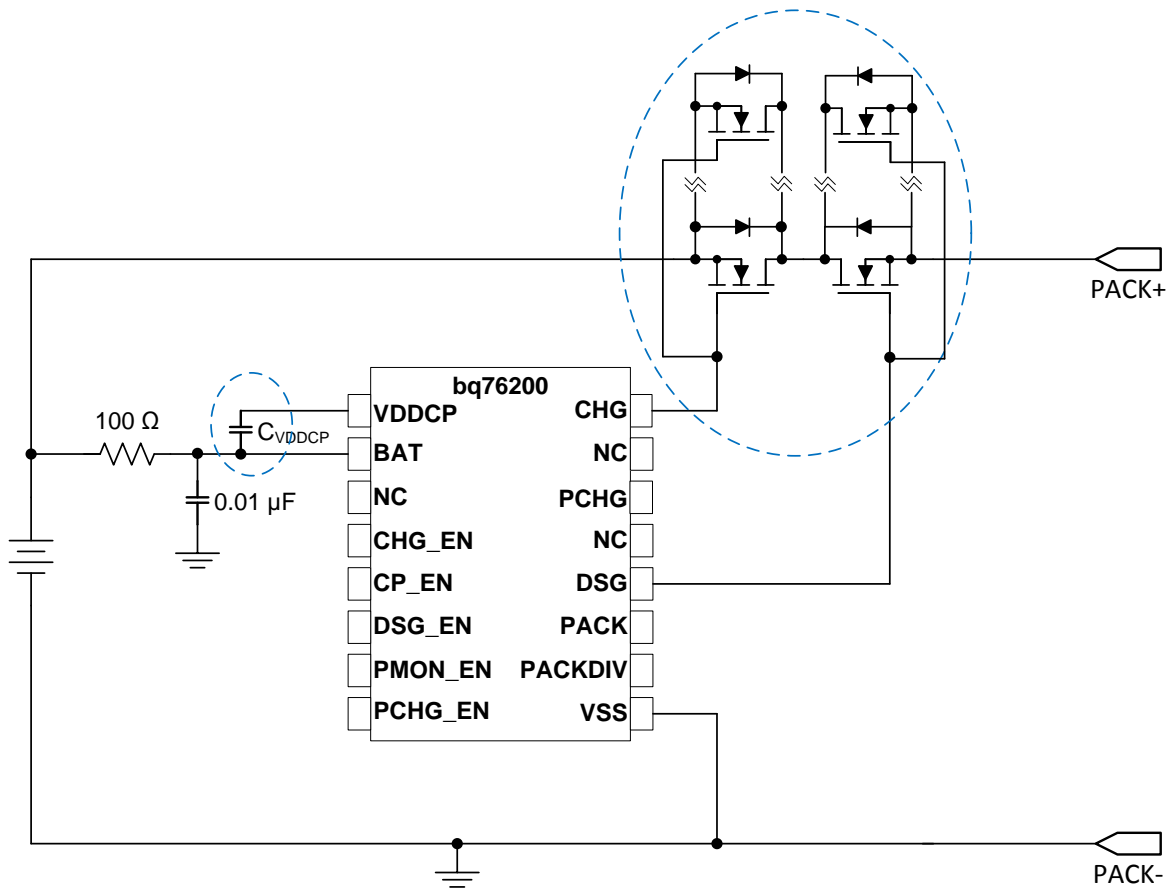 PACK+
bq76200
VDDCP
CHG
100 Ω
CVDDCP
BAT
NC
NC
PCHG
0.01 µF
CHG_EN
NC
CP_EN
DSG
DSG_EN
PACK
PMON_EN
PACKDIV
PCHG_EN
VSS
PACK-